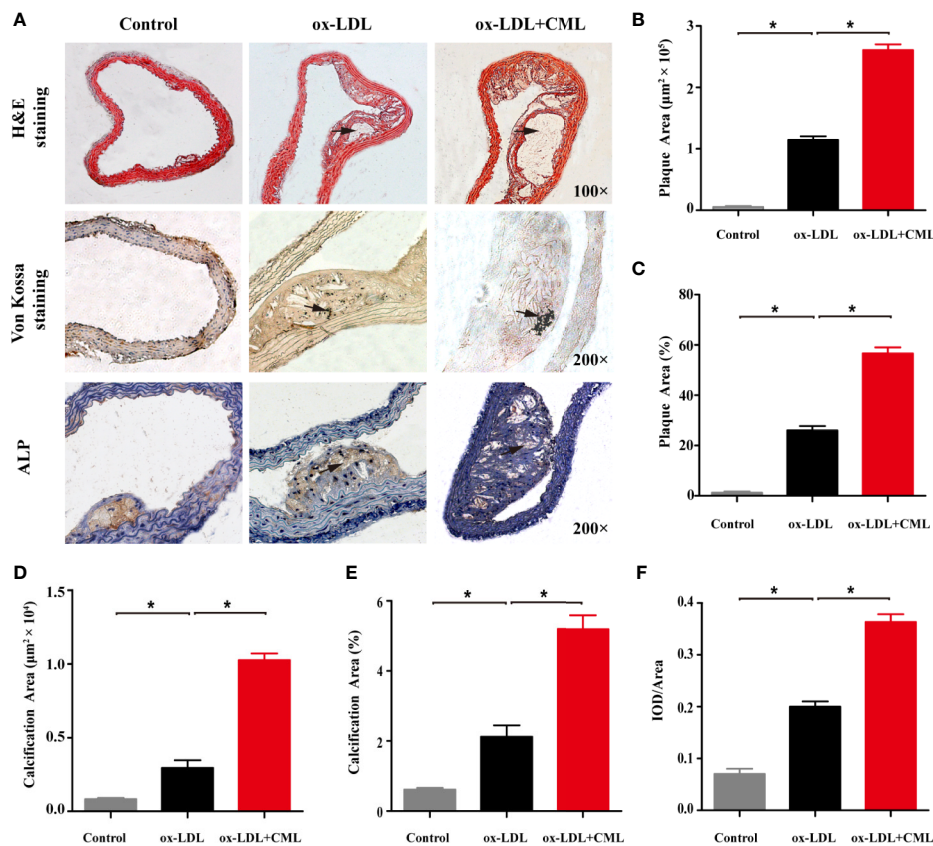 A
Control
ox-LDL
ox-LDL+CML
H&E
staining
100×
Von Kossa
staining
200×
ALP
200×
B
Plaque Area (μm² × 10⁵)
3
2
1
0
*
*
Control
ox-LDL
ox-LDL+CML
C
Plaque Area (%)
80
60
40
20
0
*
*
Control
ox-LDL
ox-LDL+CML
D
Calcification Area (μm² × 10⁴)
1.5
1.0
0.5
0.0
*
*
Control
ox-LDL
ox-LDL+CML
E
Calcification Area (%)
6
4
2
0
*
*
Control
ox-LDL
ox-LDL+CML
F
IOD/Area
0.4
0.3
0.2
0.1
0.0
*
*
Control
ox-LDL
ox-LDL+CML